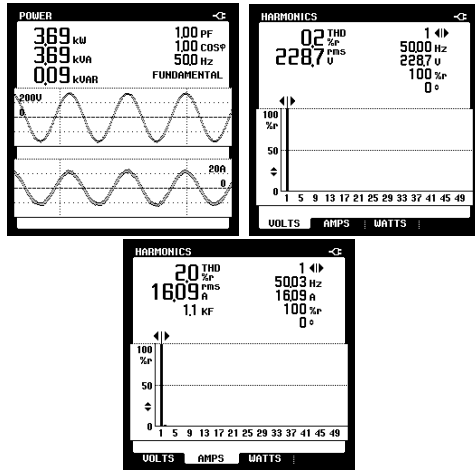 POWER
3.69 kW
3.69 kVA
0.09 kVAR
1.00 PF
1.00 COSφ
50.0 Hz
FUNDAMENTAL
200V
0
20A
0
HARMONICS
0.2 THD %r
228.7 rms V
1
50.00 Hz
228.7 V
100 %r
0 °
100
%r
50
0
1 5 9 13 17 21 25 29 33 37 41 45 49
VOLTS AMPS WATTS
HARMONICS
2.0 THD %r
16.09 rms A
1.1 KF
1
50.03 Hz
16.09 A
100 %r
0 °
100
%r
50
0
1 5 9 13 17 21 25 29 33 37 41 45 49
VOLTS AMPS WATTS